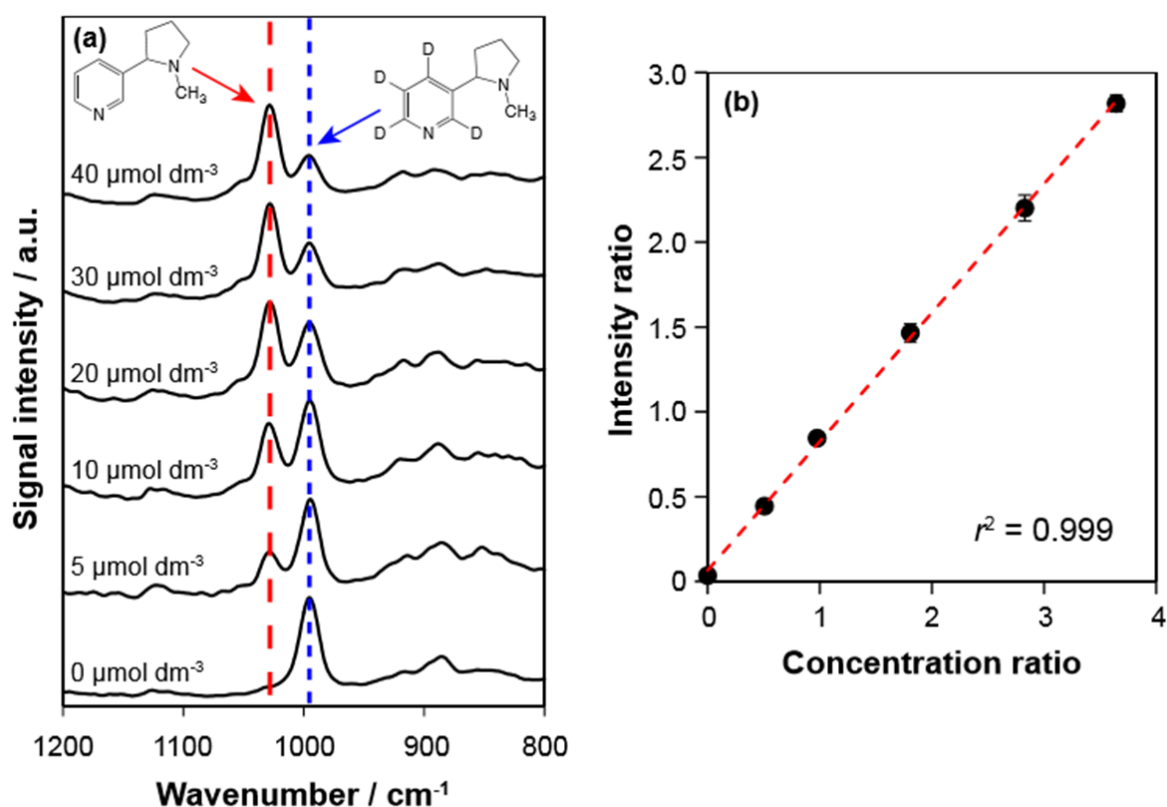 (a)
N
N
CH₃
D
D
D
N
D
N
CH₃
40 µmol dm⁻³
30 µmol dm⁻³
20 µmol dm⁻³
10 µmol dm⁻³
5 µmol dm⁻³
0 µmol dm⁻³
Signal intensity / a.u.
1200 1100 1000 900 800
Wavenumber / cm⁻¹
(b)
3.0
2.5
2.0
1.5
1.0
0.5
0
Intensity ratio
r² = 0.999
0 1 2 3 4
Concentration ratio